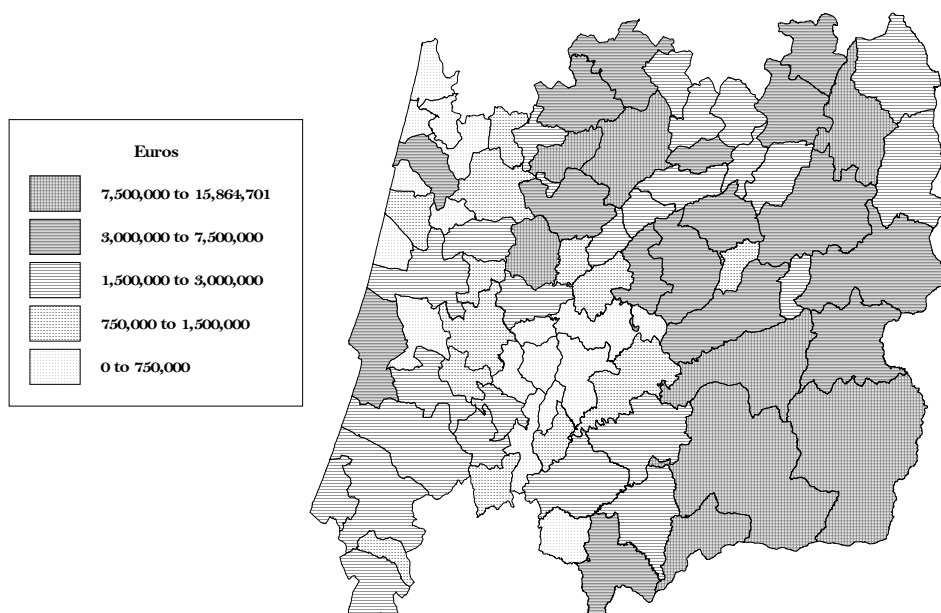 Euros
7,500,000 to 15,864,701
3,000,000 to 7,500,000
1,500,000 to 3,000,000
750,000 to 1,500,000
0 to 750,000